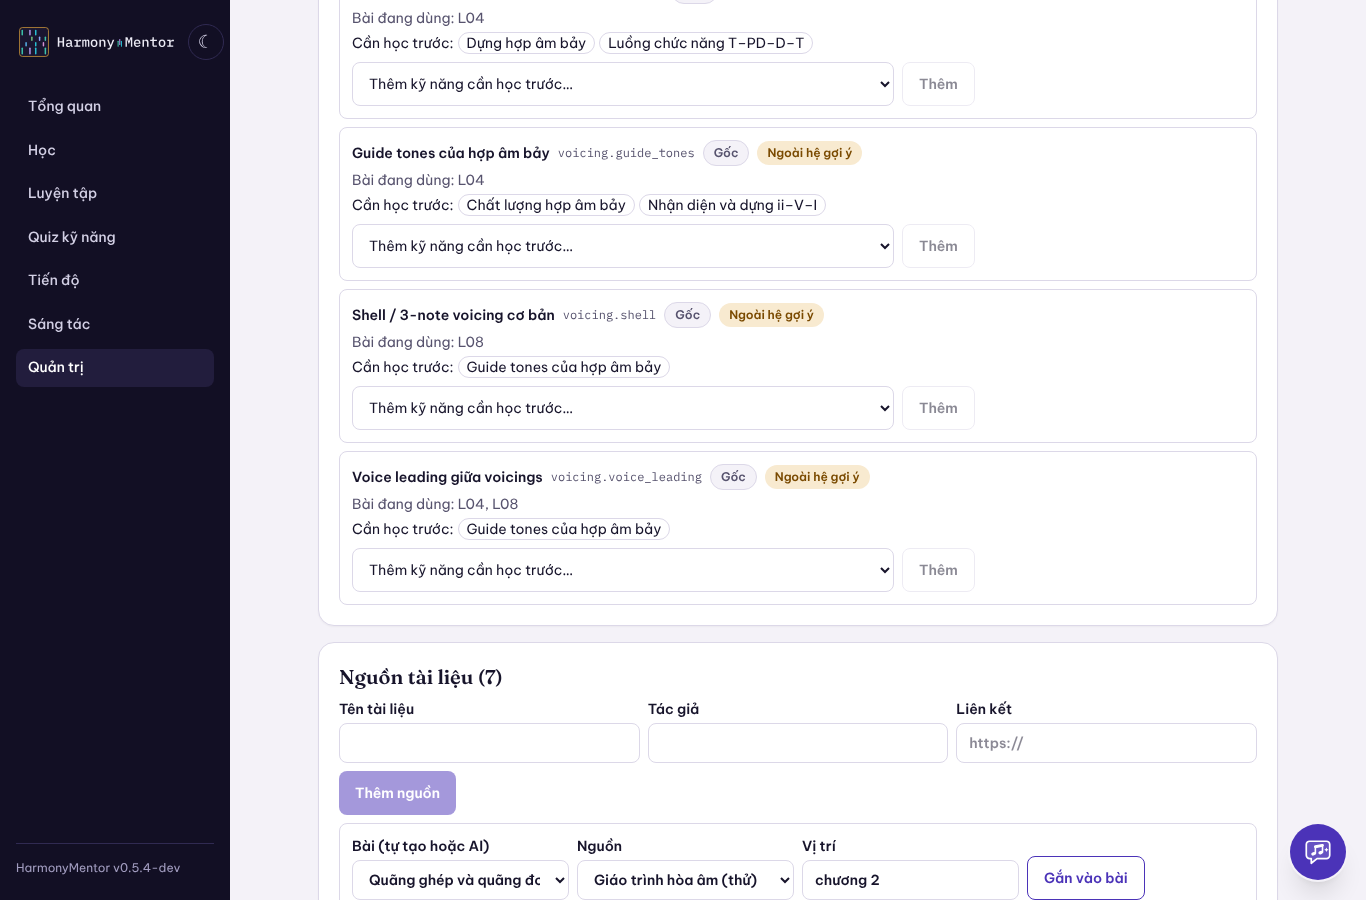 Harmony Mentor
Tổng quan
Học
Luyện tập
Quiz kỹ năng
Tiến độ
Sáng tác
Quản trị
HarmonyMentor v0.5.4-dev
Bài đang dùng: L04
Cần học trước: Dựng hợp âm bảy Luồng chức năng T–PD–D–T
Thêm kỹ năng cần học trước... Thêm
Guide tones của hợp âm bảy voicing.guide_tones Gốc Ngoài hệ gợi ý
Bài đang dùng: L04
Cần học trước: Chất lượng hợp âm bảy Nhận diện và dựng ii–V–I
Thêm kỹ năng cần học trước... Thêm
Shell / 3-note voicing cơ bản voicing.shell Gốc Ngoài hệ gợi ý
Bài đang dùng: L08
Cần học trước: Guide tones của hợp âm bảy
Thêm kỹ năng cần học trước... Thêm
Voice leading giữa voicings voicing.voice_leading Gốc Ngoài hệ gợi ý
Bài đang dùng: L04, L08
Cần học trước: Guide tones của hợp âm bảy
Thêm kỹ năng cần học trước... Thêm
Nguồn tài liệu (7)
Tên tài liệu Tác giả Liên kết
https://
Thêm nguồn
Bài (tự tạo hoặc AI) Nguồn Vị trí
Quãng ghép và quãng đơ Giáo trình hòa âm (thử) chương 2 Gắn vào bài